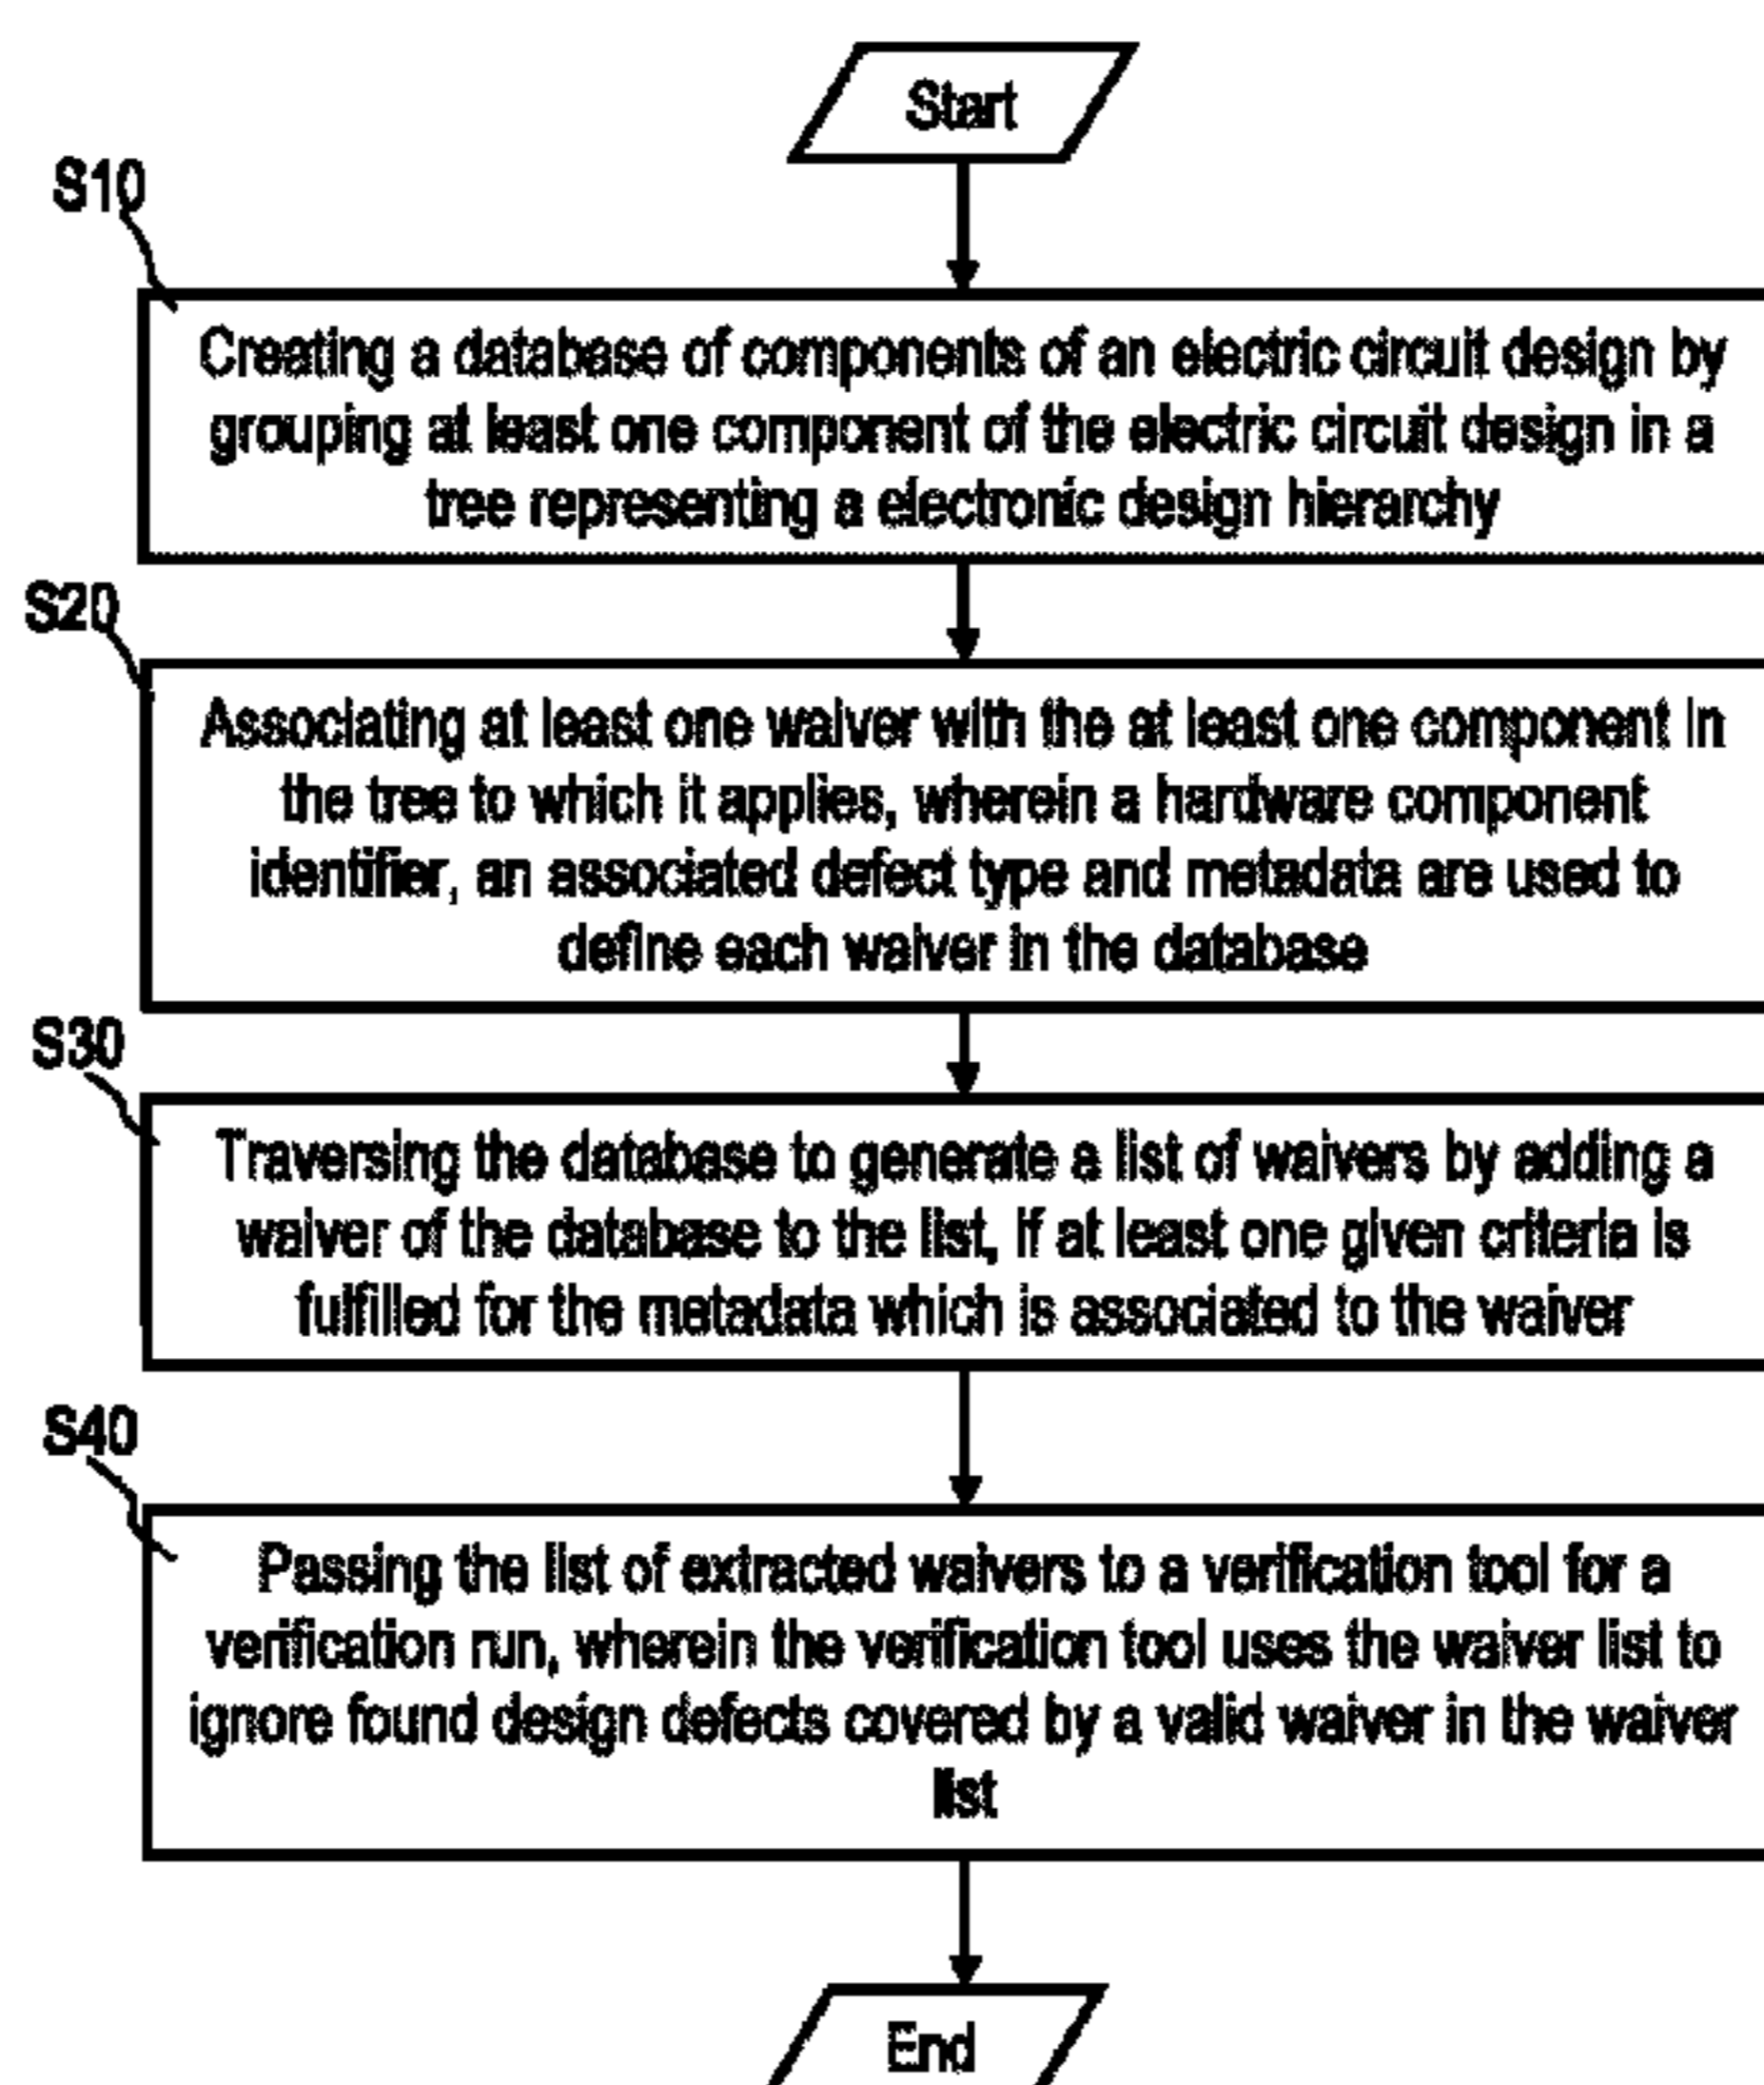 Start
S10
Creating a database of components of an electric circuit design by
grouping at least one component of the electric circuit design in a
tree representing a electronic design hierarchy
S20
Associating at least one waiver with the at least one component in
the tree to which it applies, wherein a hardware component
identifier, an associated defect type and metadata are used to
define each waiver in the database
S30
Traversing the database to generate a list of waivers by adding a
waiver of the database to the list, if at least one given criteria is
fulfilled for the metadata which is associated to the waiver
S40
Passing the list of extracted waivers to a verification tool for a
verification run, wherein the verification tool uses the waiver list to
ignore found design defects covered by a valid waiver in the waiver
list
End